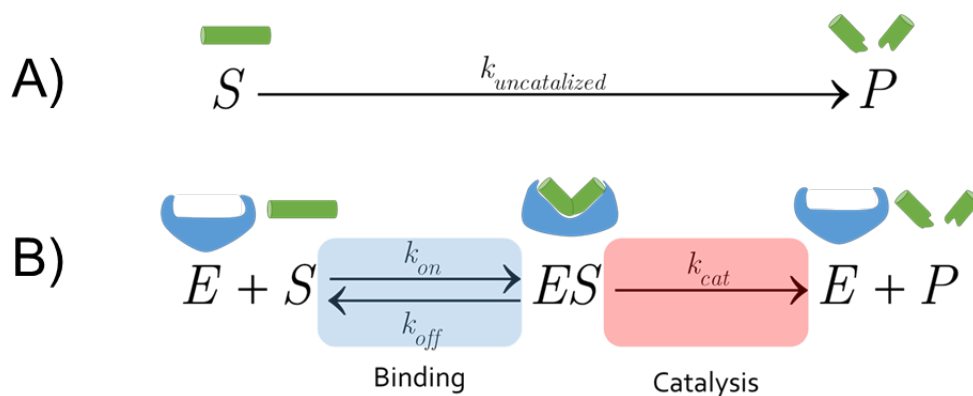 A)
S k_uncatalized P
B)
E + S k_on k_off ES k_cat E + P
Binding Catalysis